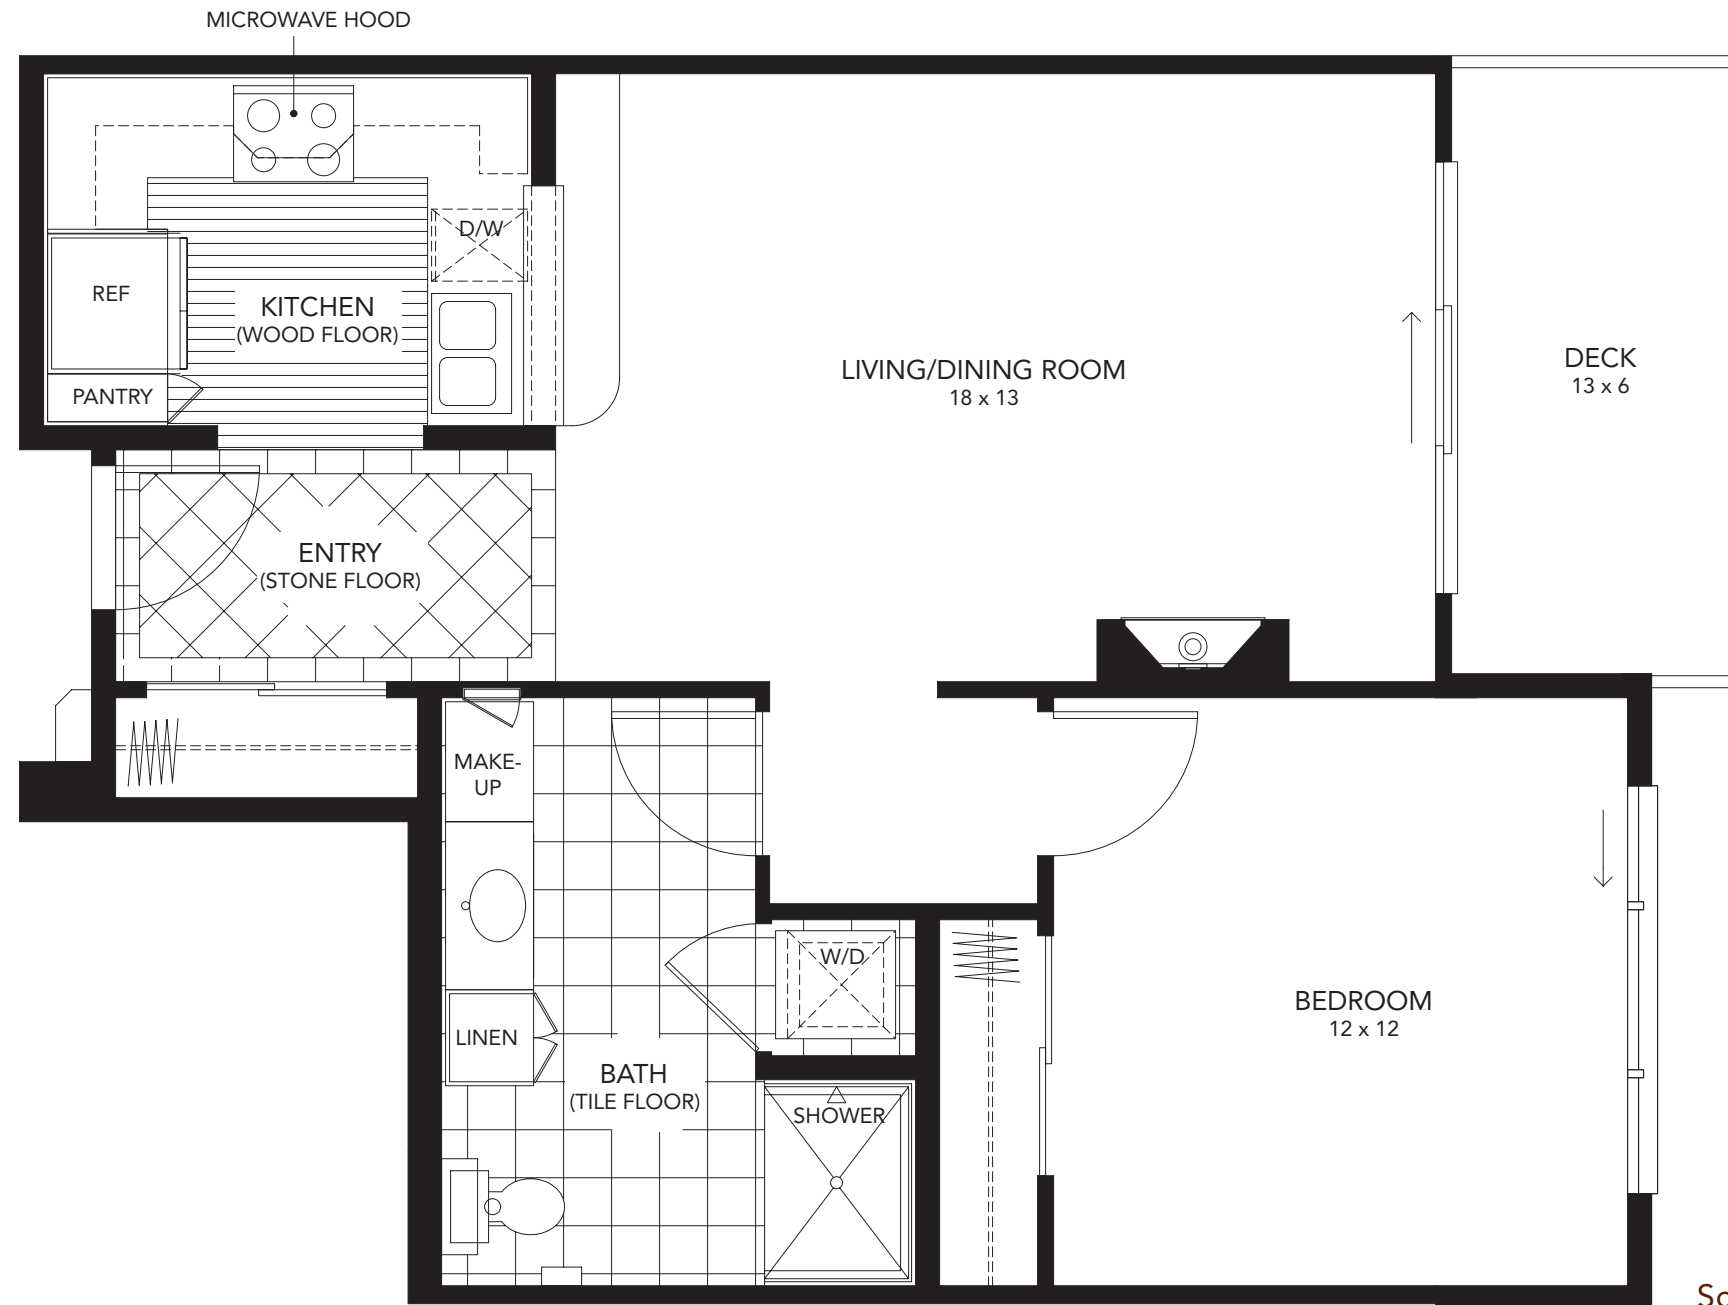 MICROWAVE HOOD
D/W
REF
KITCHEN
(WOOD FLOOR)
PANTRY
LIVING/DINING ROOM
18 x 13
DECK
13 x 6
ENTRY
(STONE FLOOR)
MAKE-
UP
W/D
LINEN
BATH
(TILE FLOOR)
SHOWER
BEDROOM
12 x 12